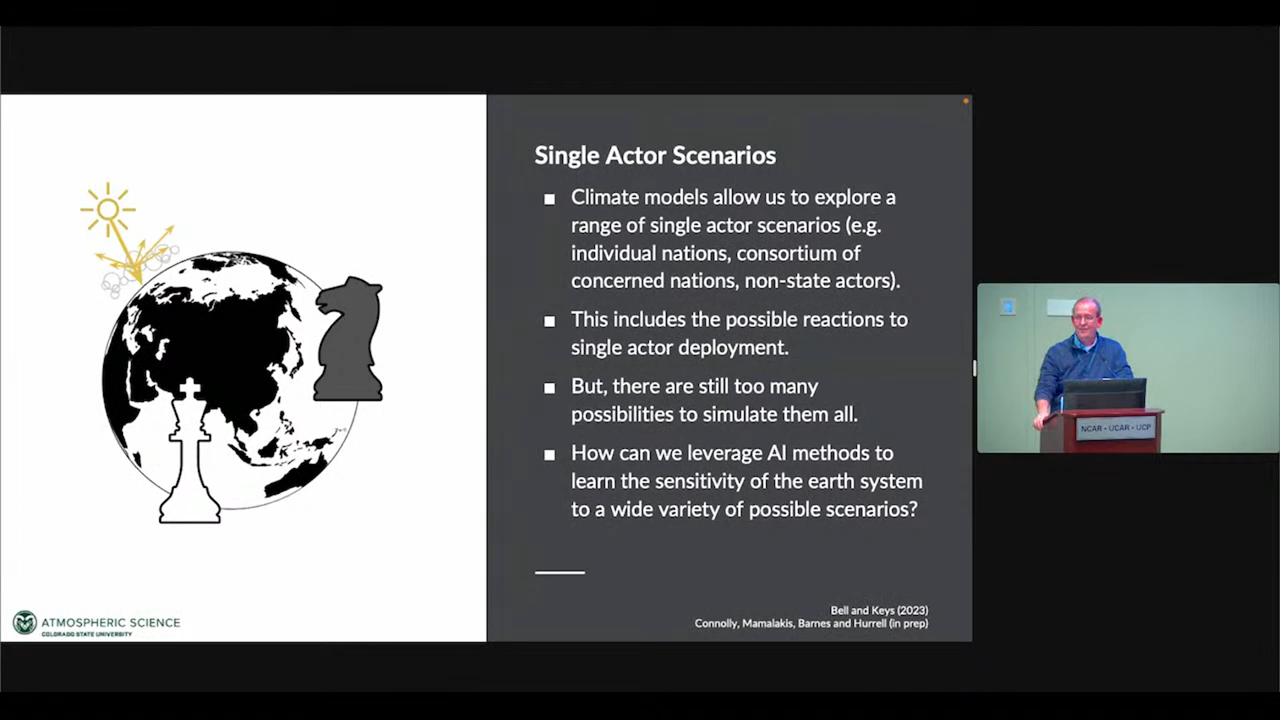 Single Actor Scenarios
Climate models allow us to explore a
range of single actor scenarios (e.g.
individual nations, consortium of
concerned nations, non-state actors).
This includes the possible reactions to
single actor deployment.
But, there are still too many
possibilities to simulate them all.
How can we leverage AI methods to
learn the sensitivity of the earth system
to a wide variety of possible scenarios?
Bell and Keys (2023)
Connolly, Mamalakis, Barnes and Hurrell (in prep)
ATMOSPHERIC SCIENCE
COLORADO STATE UNIVERSITY
NCAR • UCAR • UCP